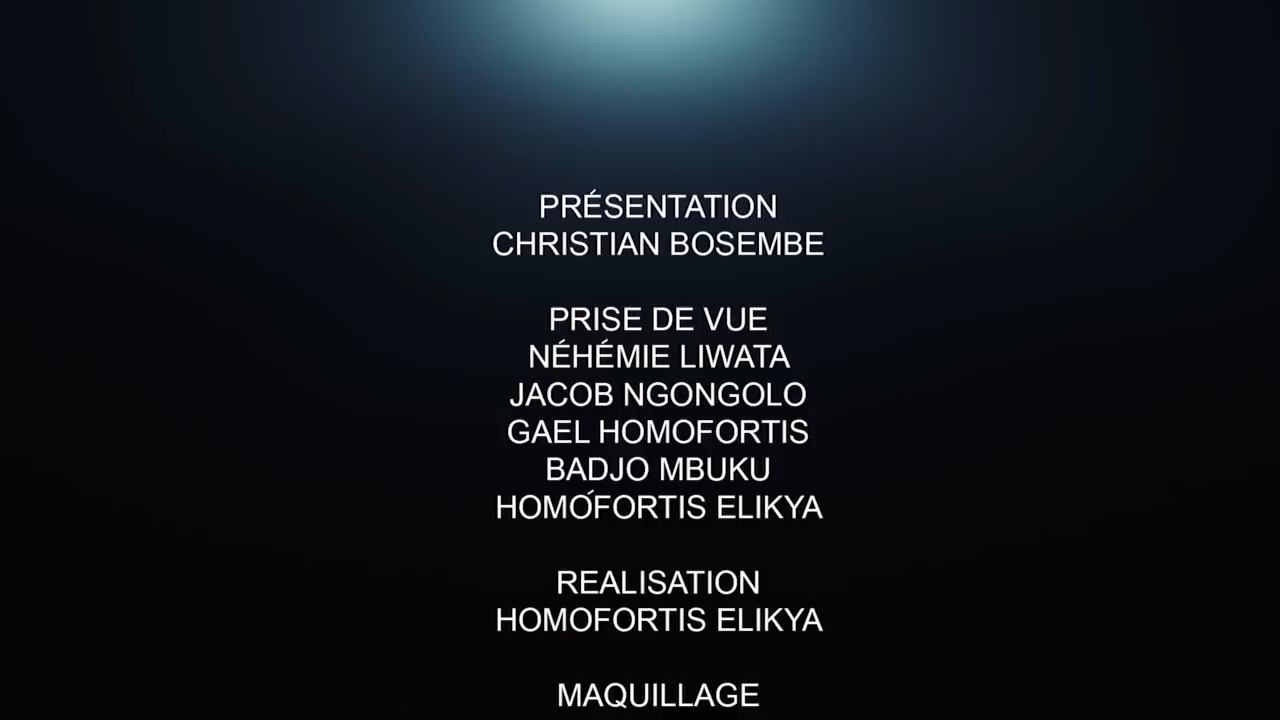 PRÉSENTATION
CHRISTIAN BOSEMBE
PRISE DE VUE
NÉHÉMIE LIWATA
JACOB NGONGOLO
GAEL HOMOFORTIS
BADJO MBUKU
HOMÓFORTIS ELIKYA
REALISATION
HOMOFORTIS ELIKYA
MAQUILLAGE